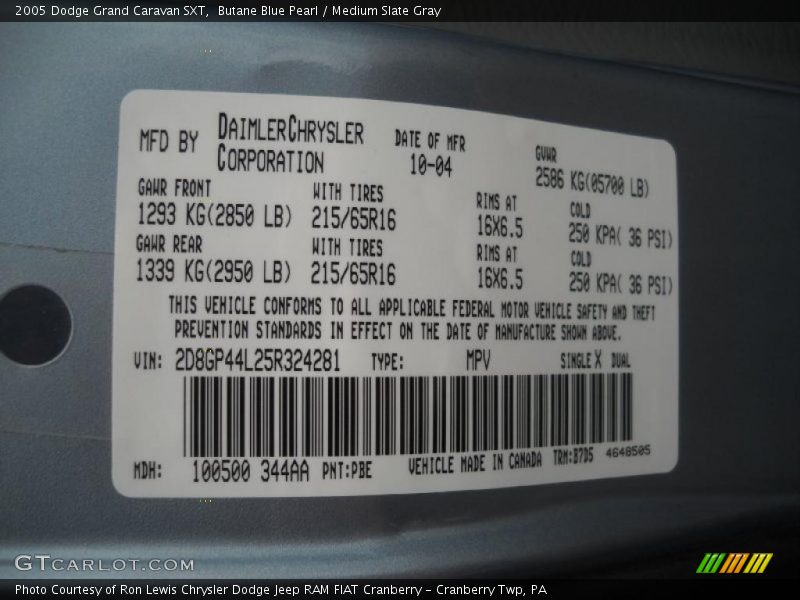 2005 Dodge Grand Caravan SXT, Butane Blue Pearl / Medium Slate Gray
MFD BY DAIMLERCHRYSLER CORPORATION DATE OF MFR 10-04 GVWR 2586 KG(05700 LB)
GAWR FRONT WITH TIRES RIMS AT COLD
1293 KG(2850 LB) 215/65R16 16X6.5 250 KPA( 36 PSI)
GAWR REAR WITH TIRES RIMS AT COLD
1339 KG(2950 LB) 215/65R16 16X6.5 250 KPA( 36 PSI)
THIS VEHICLE CONFORMS TO ALL APPLICABLE FEDERAL MOTOR VEHICLE SAFETY AND THEFT
PREVENTION STANDARDS IN EFFECT ON THE DATE OF MANUFACTURE SHOWN ABOVE.
VIN: 2D8GP44L25R324281 TYPE: MPV SINGLE X DUAL
MDH: 100500 344AA PNT:PBE VEHICLE MADE IN CANADA TRM:B7D5 4648505
GTCARLOT.COM
Photo Courtesy of Ron Lewis Chrysler Dodge Jeep RAM FIAT Cranberry – Cranberry Twp, PA